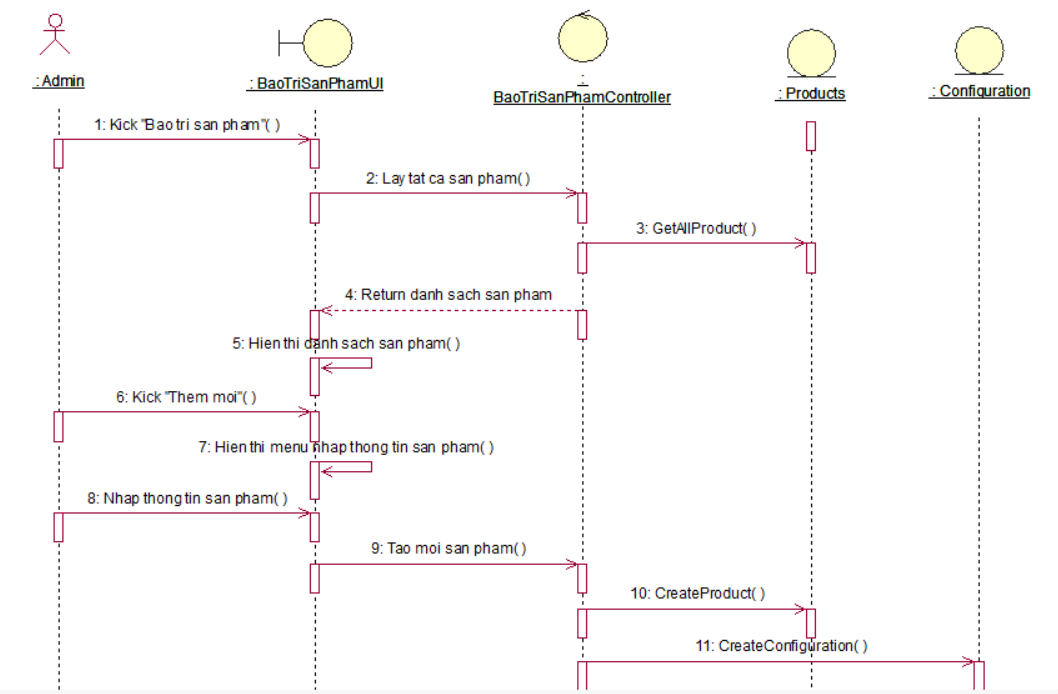 : Admin
: BaoTriSanPhamUI
:
BaoTriSanPhamController
: Products
: Configuration
1: Kick "Bao tri san pham"( )
2: Lay tat ca san pham( )
3: GetAllProduct( )
4: Return danh sach san pham
5: Hien thi danh sach san pham( )
6: Kick "Them moi"( )
7: Hien thi menu nhap thong tin san pham( )
8: Nhap thong tin san pham( )
9: Tao moi san pham( )
10: CreateProduct( )
11: CreateConfiguration( )